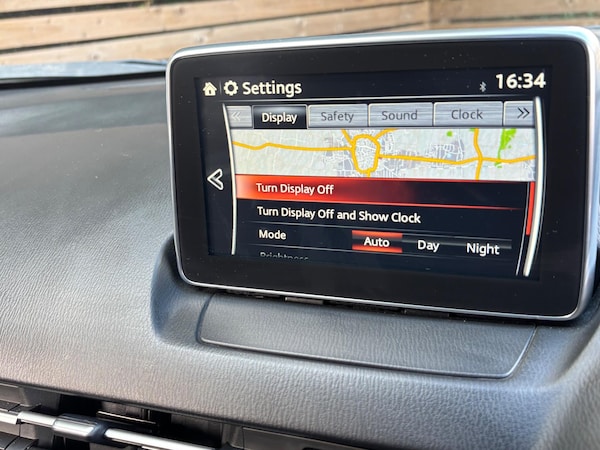 Settings 16:34
« Display Safety Sound Clock »
Turn Display Off
Turn Display Off and Show Clock
Mode Auto Day Night
Brightness